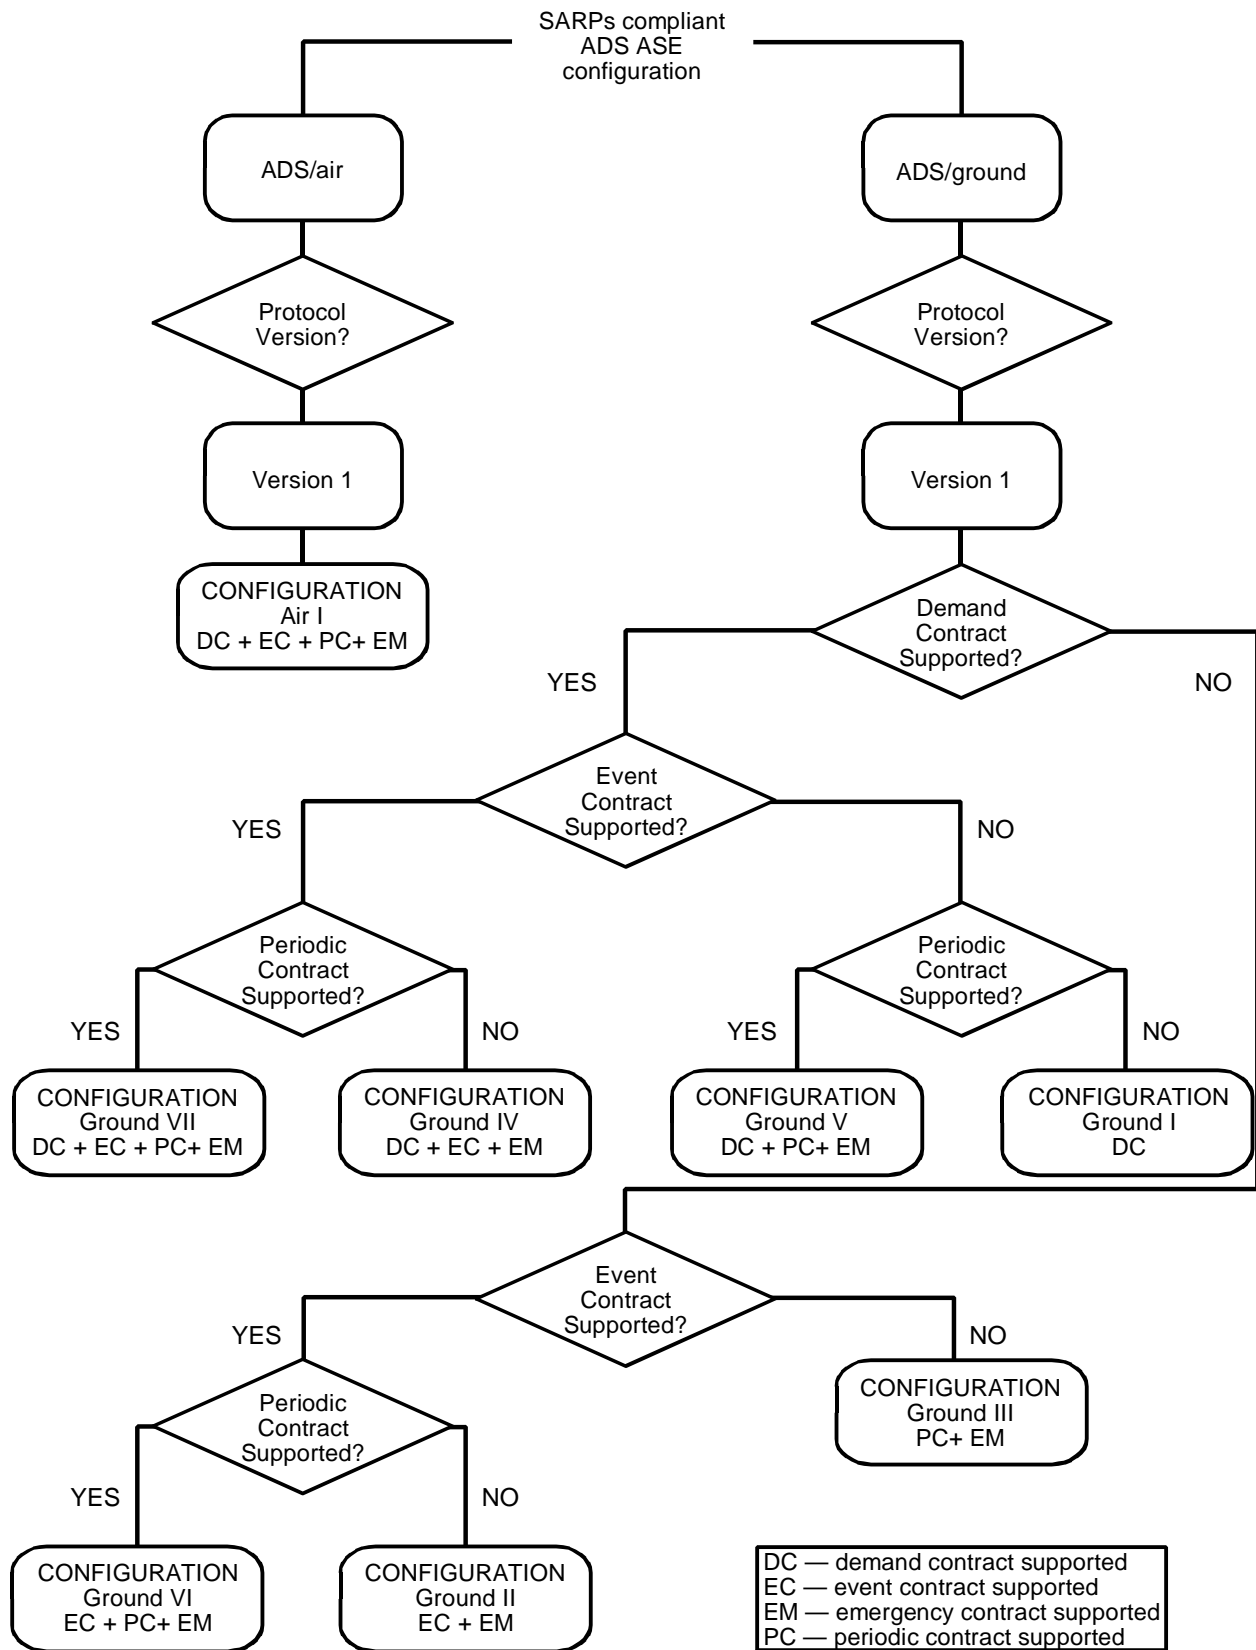 SARPs compliant
ADS ASE
configuration
ADS/air
ADS/ground
Protocol
Version?
Protocol
Version?
Version 1
Version 1
CONFIGURATION
Air I
DC + EC + PC+ EM
Demand
Contract
Supported?
YES
NO
Event
Contract
Supported?
YES
NO
Periodic
Contract
Supported?
Periodic
Contract
Supported?
YES
NO
YES
NO
CONFIGURATION
Ground VII
DC + EC + PC+ EM
CONFIGURATION
Ground IV
DC + EC + EM
CONFIGURATION
Ground V
DC + PC+ EM
CONFIGURATION
Ground I
DC
Event
Contract
Supported?
YES
NO
Periodic
Contract
Supported?
CONFIGURATION
Ground III
PC+ EM
YES
NO
CONFIGURATION
Ground VI
EC + PC+ EM
CONFIGURATION
Ground II
EC + EM
DC — demand contract supported
EC — event contract supported
EM — emergency contract supported
PC — periodic contract supported